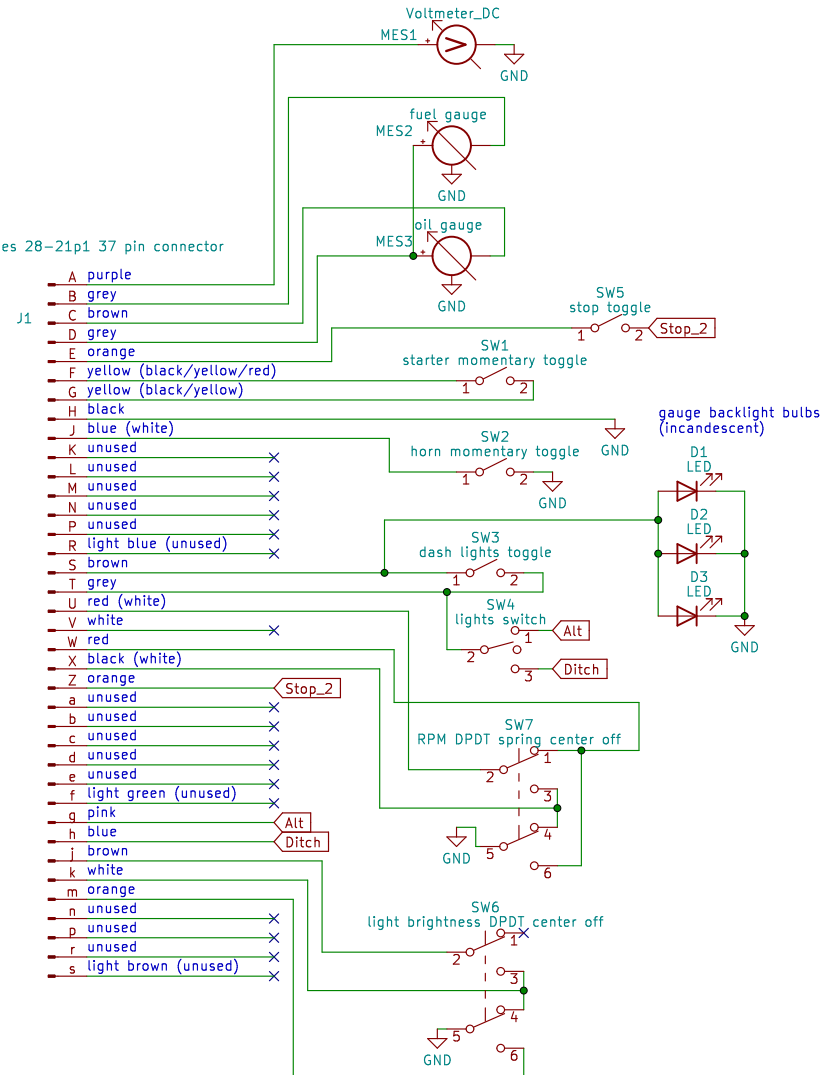 Voltmeter_DC
MES1
+
V
GND
fuel gauge
MES2
+
GND
oil gauge
MES3
+
GND
es 28-21p1 37 pin connector
J1
A purple
B grey
C brown
D grey
E orange
F yellow (black/yellow/red)
G yellow (black/yellow)
H black
J blue (white)
K unused
L unused
M unused
N unused
P unused
R light blue (unused)
S brown
T grey
U red (white)
V white
W red
X black (white)
Z orange
a unused
b unused
c unused
d unused
e unused
f light green (unused)
g pink
h blue
j brown
k white
m orange
n unused
p unused
r unused
s light brown (unused)
SW5
stop toggle
1 2
Stop_2
SW1
starter momentary toggle
1 2
GND
SW2
horn momentary toggle
1 2
GND
gauge backlight bulbs
(incandescent)
D1
LED
D2
LED
D3
LED
GND
SW3
dash lights toggle
1 2
SW4
lights switch
1
2
3
Alt
Ditch
Stop_2
SW7
RPM DPDT spring center off
1
2
3
4
5
6
GND
Alt
Ditch
SW6
light brightness DPDT center off
1
2
3
4
5
6
GND